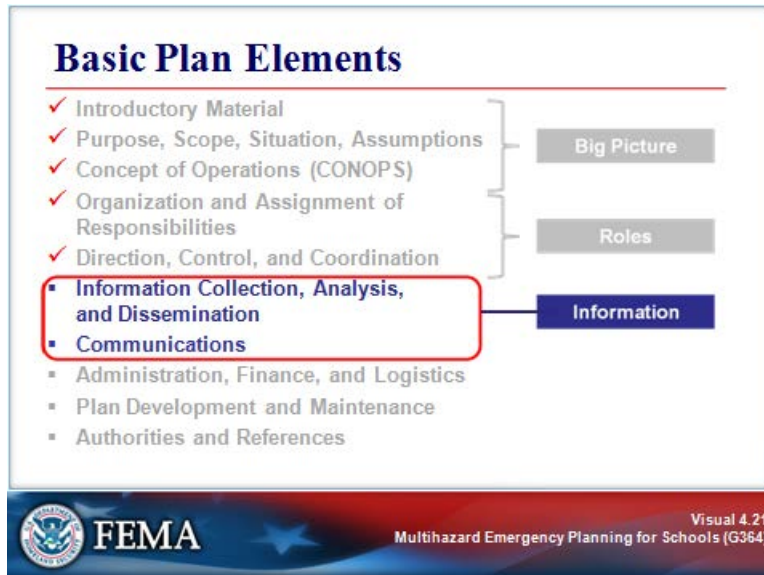 Basic Plan Elements
Introductory Material
Purpose, Scope, Situation, Assumptions
Concept of Operations (CONOPS)
Big Picture
Organization and Assignment of
Responsibilities
Direction, Control, and Coordination
Roles
Information Collection, Analysis,
and Dissemination
Communications
Information
Administration, Finance, and Logistics
Plan Development and Maintenance
Authorities and References
FEMA
Visual 4.21
Multihazard Emergency Planning for Schools (G364)